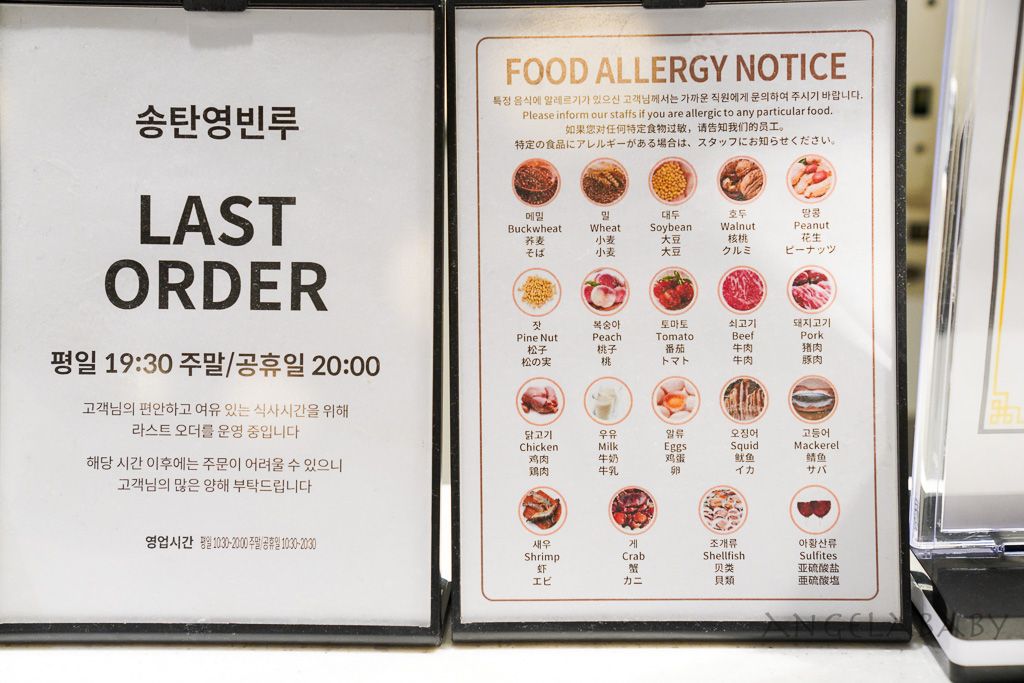 송탄영빈루
LAST
ORDER
평일 19:30 주말/공휴일 20:00
고객님의 편안하고 여유 있는 식사시간을 위해
라스트 오더를 운영 중입니다
해당 시간 이후에는 주문이 어려울 수 있으니
고객님의 많은 양해 부탁드립니다
영업시간 평일 10:30-20:00 주말/공휴일 10:30-20:30
FOOD ALLERGY NOTICE
특정 음식에 알레르기가 있으신 고객님께서는 가까운 직원에게 문의하여 주시기 바랍니다.
Please inform our staffs if you are allergic to any particular food.
如果您对任何特定食物过敏，请告知我们的员工。
特定の食品にアレルギーがある場合は、スタッフにお知らせください。
메밀 밀 대두 호두 땅콩
Buckwheat Wheat Soybean Walnut Peanut
荞麦 小麦 大豆 核桃 花生
そば 小麦 大豆 クルミ ピーナッツ
잣 복숭아 토마토 쇠고기 돼지고기
Pine Nut Peach Tomato Beef Pork
松子 桃子 番茄 牛肉 猪肉
松の実 桃 トマト 牛肉 豚肉
닭고기 우유 알류 오징어 고등어
Chicken Milk Eggs Squid Mackerel
鸡肉 牛奶 鸡蛋 鱿鱼 鲭鱼
鶏肉 牛乳 卵 イカ サバ
새우 게 조개류 아황산류
Shrimp Crab Shellfish Sulfites
虾 蟹 贝类 亚硫酸盐
エビ カニ 貝類 亜硫酸塩
ANGELA BABY